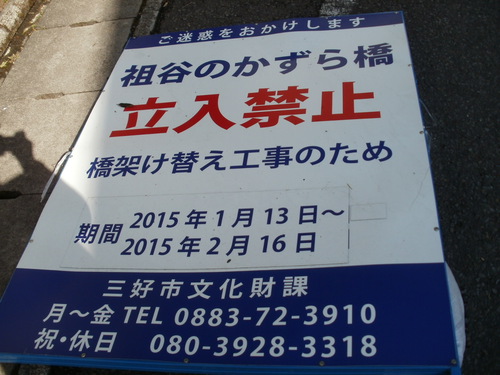 ご迷惑をおかけします
祖谷のかずら橋
立入禁止
橋架け替え工事のため
期間 2015年1月13日〜
2015年2月16日
三好市文化財課
月〜金 TEL 0883-72-3910
祝・休日 080-3928-3318